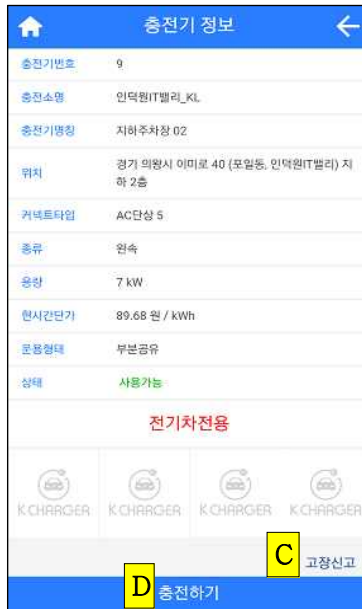 충전기 정보
충전기번호 9
충전소명 인덕원IT밸리_KL
충전기명칭 지하주차장 02
위치 경기 의왕시 이미로 40 (포일동, 인덕원IT밸리) 지
하 2층
커넥트타입 AC단상 5
종류 완속
용량 7 kW
현시간단가 89.68 원 / kWh
운용형태 부분공유
상태 사용가능
전기차전용
K CHARGER K CHARGER K CHARGER K CHARGER
C 고장신고
D 충전하기